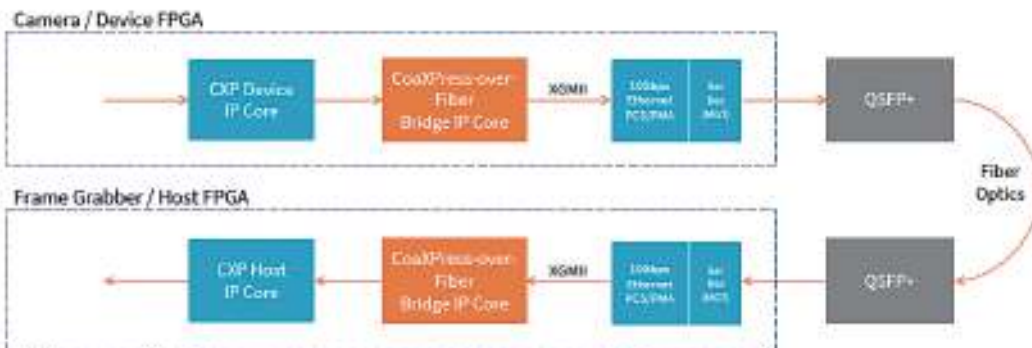 Camera / Device FPGA
CXP Device
IP Core
CoaXPress-over-
Fiber
Bridge IP Core
XGMII
10Gbps
Ethernet
PCS/PMA
QSFP+
Fiber
Optics
Frame Grabber / Host FPGA
CXP Host
IP Core
CoaXPress-over-
Fiber
Bridge IP Core
XGMII
10Gbps
Ethernet
PCS/PMA
QSFP+